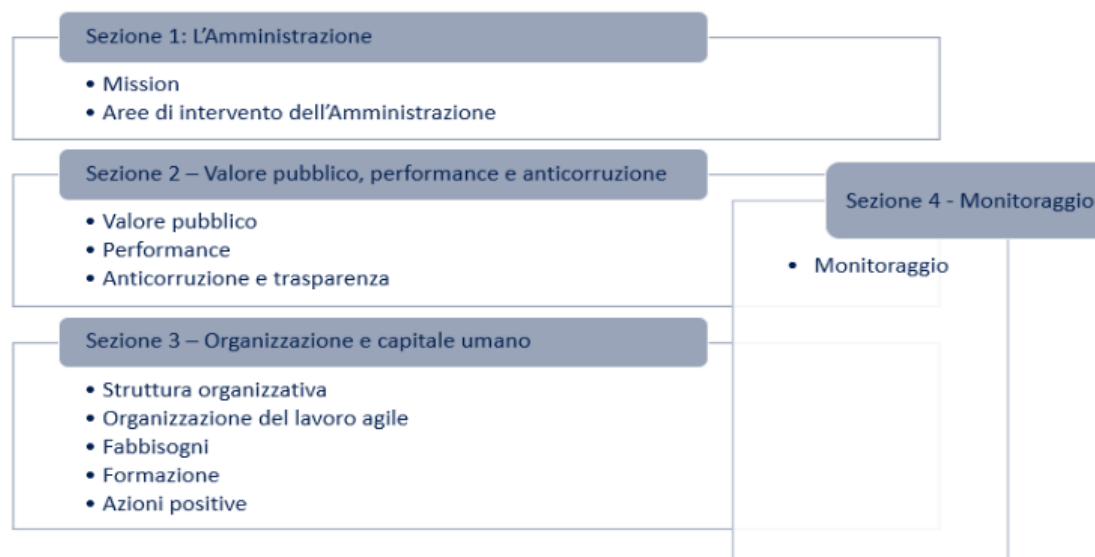 Sezione 1: L'Amministrazione
• Mission
• Aree di intervento dell'Amministrazione
Sezione 2 – Valore pubblico, performance e anticorruzione
• Valore pubblico
• Performance
• Anticorruzione e trasparenza
Sezione 3 – Organizzazione e capitale umano
• Struttura organizzativa
• Organizzazione del lavoro agile
• Fabbisogni
• Formazione
• Azioni positive
Sezione 4 - Monitoraggio
• Monitoraggio